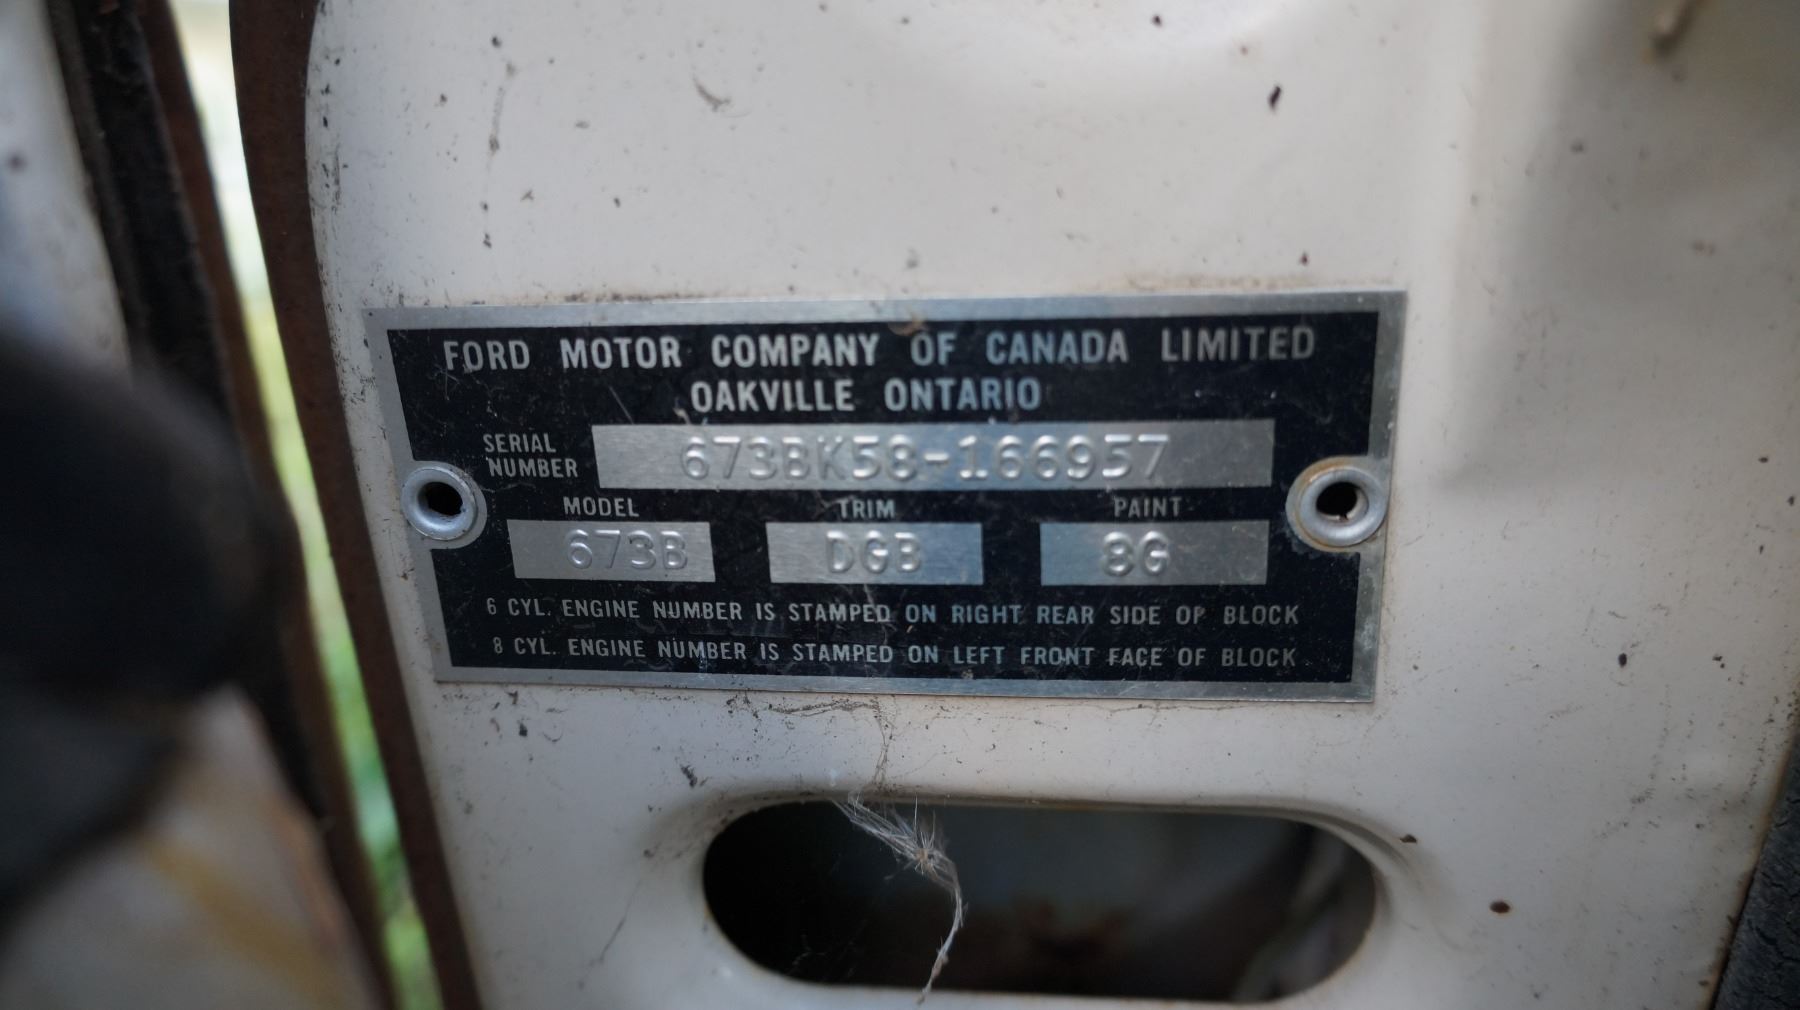 FORD MOTOR COMPANY OF CANADA LIMITED
OAKVILLE ONTARIO
SERIAL NUMBER 673BK58-166957
MODEL TRIM PAINT
673B DGB 8G
6 CYL. ENGINE NUMBER IS STAMPED ON RIGHT REAR SIDE OF BLOCK
8 CYL. ENGINE NUMBER IS STAMPED ON LEFT FRONT FACE OF BLOCK